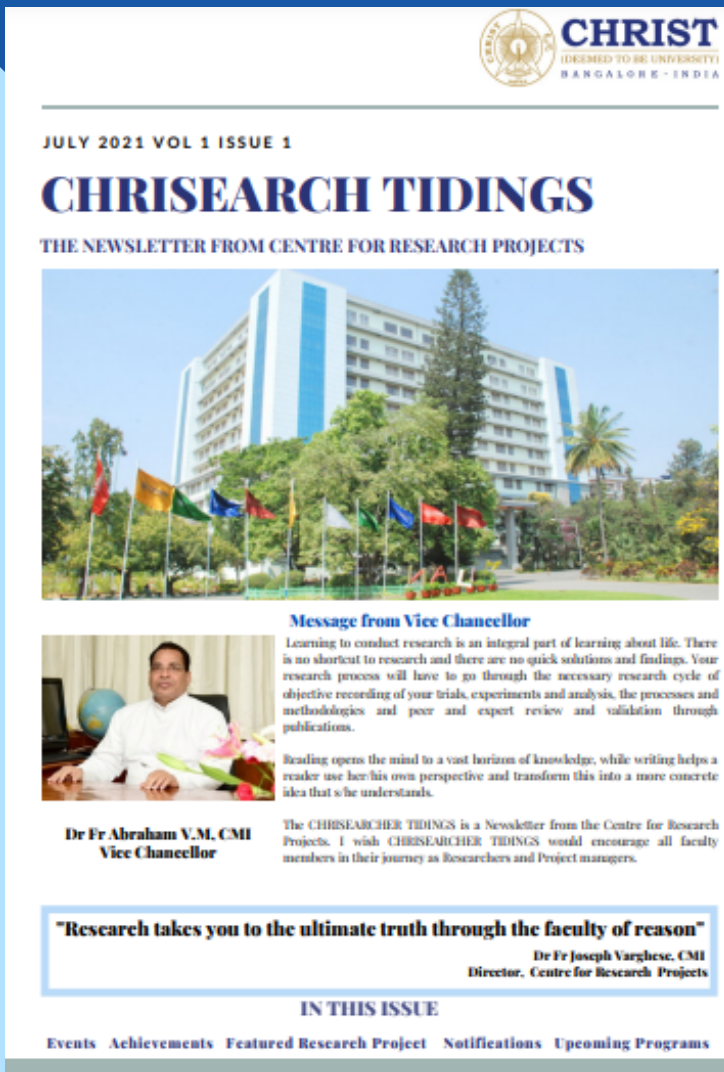 CHRIST
(DEEMED TO BE UNIVERSITY)
BANGALORE - INDIA
JULY 2021 VOL 1 ISSUE 1
CHRISEARCH TIDINGS
THE NEWSLETTER FROM CENTRE FOR RESEARCH PROJECTS
Message from Vice Chancellor
Learning to conduct research is an integral part of learning about life. There
is no shortcut to research and there are no quick solutions and findings. Your
research process will have to go through the necessary research cycle of
objective recording of your trials, experiments and analysis, the processes and
methodologies and peer and expert review and validation through
publications.
Reading opens the mind to a vast horizon of knowledge, while writing helps a
reader use her/his own perspective and transform this into a more concrete
idea that s/he understands.
The CHRISEARCHER TIDINGS is a Newsletter from the Centre for Research
Projects. I wish CHRISEARCHER TIDINGS would encourage all faculty
members in their journey as Researchers and Project managers.
Dr Fr Abraham V.M, CMI
Vice Chancellor
"Research takes you to the ultimate truth through the faculty of reason"
Dr Fr Joseph Varghese, CMI
Director, Centre for Research Projects
IN THIS ISSUE
Events Achievements Featured Research Project Notifications Upcoming Programs